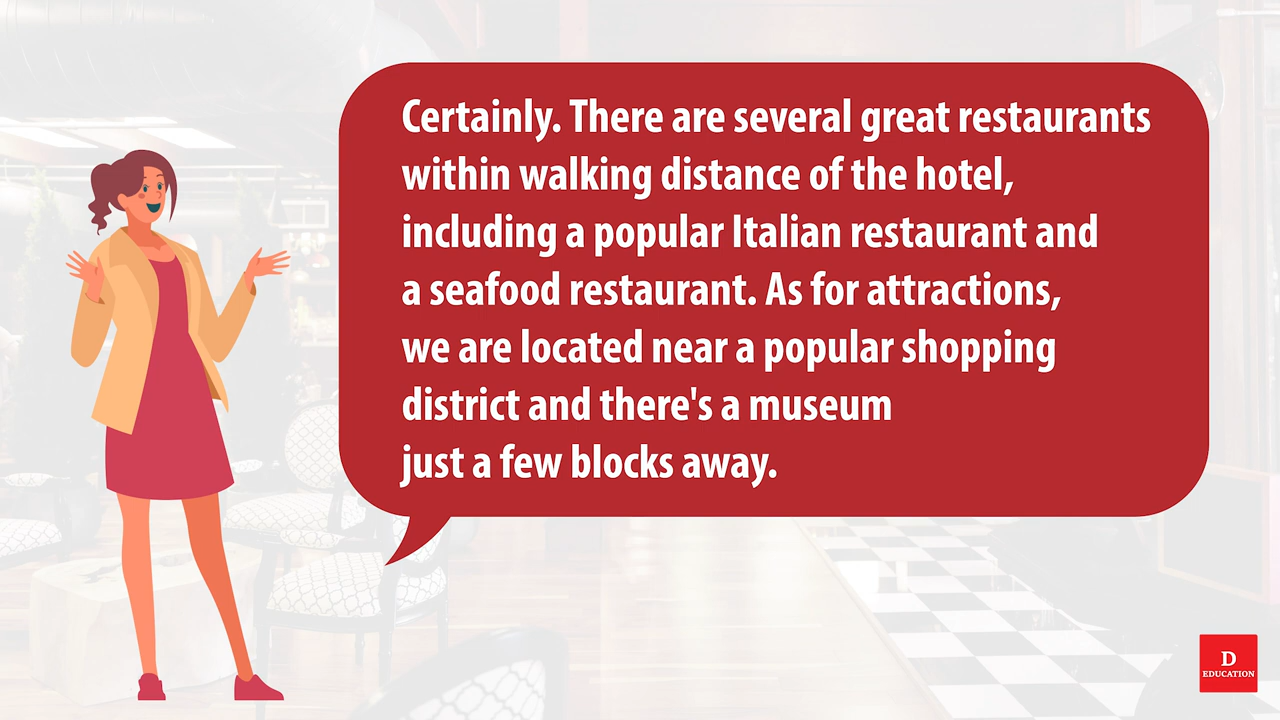 Certainly. There are several great restaurants
within walking distance of the hotel,
including a popular Italian restaurant and
a seafood restaurant. As for attractions,
we are located near a popular shopping
district and there's a museum
just a few blocks away.
D
EDUCATION